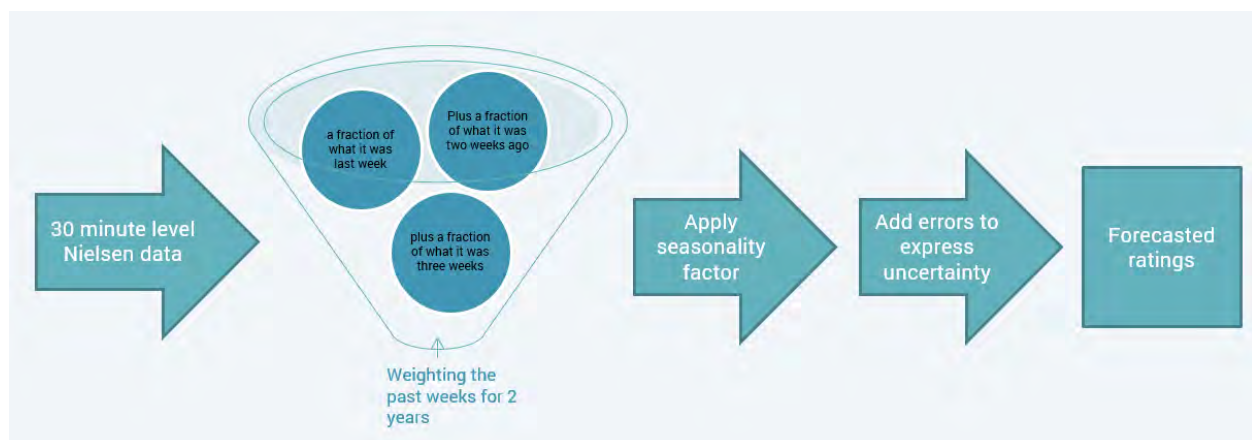 30 minute level
Nielsen data
a fraction of
what it was
last week
Plus a fraction
of what it was
two weeks ago
plus a fraction
of what it was
three weeks
Weighting the
past weeks for 2
years
Apply
seasonality
factor
Add errors to
express
uncertainty
Forecasted
ratings